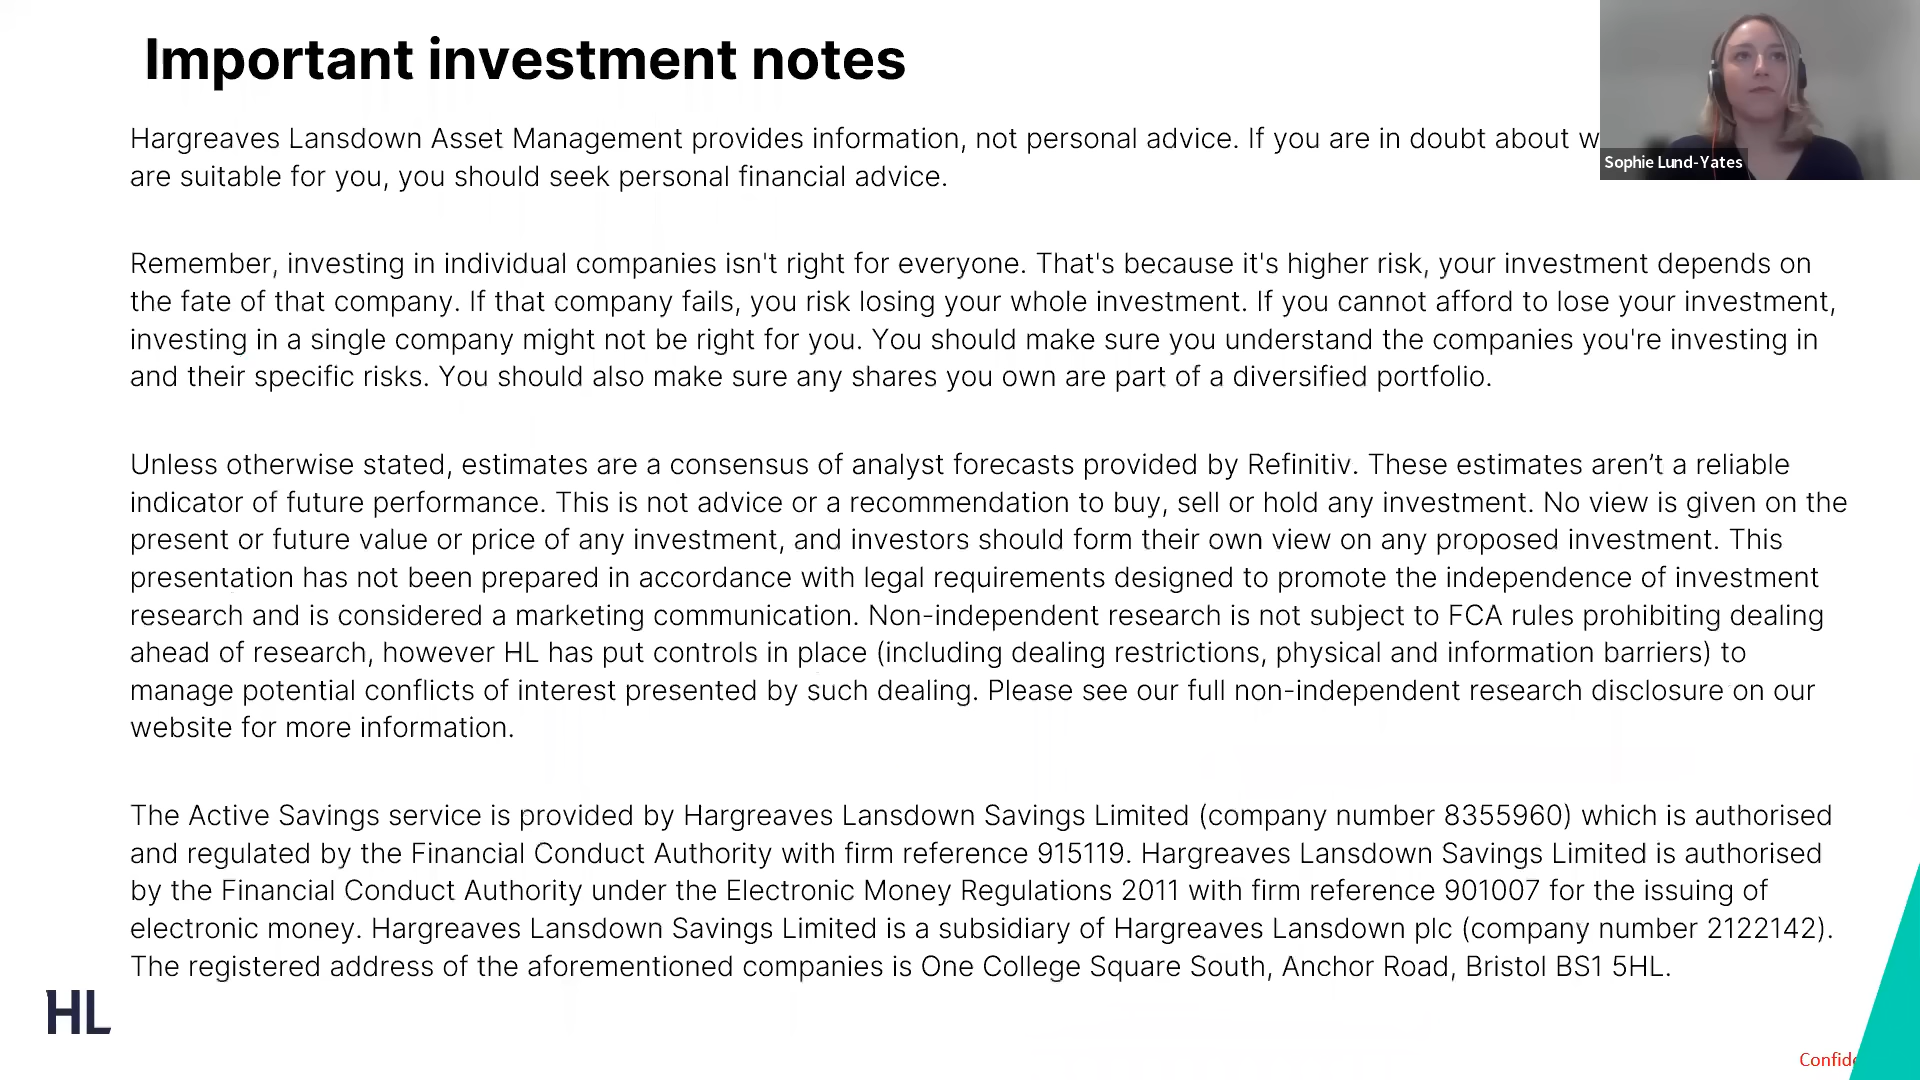 Important investment notes
Hargreaves Lansdown Asset Management provides information, not personal advice. If you are in doubt about
are suitable for you, you should seek personal financial advice.
Sophie Lund-Yates
Remember, investing in individual companies isn't right for everyone. That's because it's higher risk, your investment depends on
the fate of that company. If that company fails, you risk losing your whole investment. If you cannot afford to lose your investment,
investing in a single company might not be right for you. You should make sure you understand the companies you're investing in
and their specific risks. You should also make sure any shares you own are part of a diversified portfolio.
Unless otherwise stated, estimates are a consensus of analyst forecasts provided by Refinitiv. These estimates aren’t a reliable
indicator of future performance. This is not advice or a recommendation to buy, sell or hold any investment. No view is given on the
present or future value or price of any investment, and investors should form their own view on any proposed investment. This
presentation has not been prepared in accordance with legal requirements designed to promote the independence of investment
research and is considered a marketing communication. Non-independent research is not subject to FCA rules prohibiting dealing
ahead of research, however HL has put controls in place (including dealing restrictions, physical and information barriers) to
manage potential conflicts of interest presented by such dealing. Please see our full non-independent research disclosure on our
website for more information.
The Active Savings service is provided by Hargreaves Lansdown Savings Limited (company number 8355960) which is authorised
and regulated by the Financial Conduct Authority with firm reference 915119. Hargreaves Lansdown Savings Limited is authorised
by the Financial Conduct Authority under the Electronic Money Regulations 2011 with firm reference 901007 for the issuing of
electronic money. Hargreaves Lansdown Savings Limited is a subsidiary of Hargreaves Lansdown plc (company number 2122142).
The registered address of the aforementioned companies is One College Square South, Anchor Road, Bristol BS1 5HL.
HL